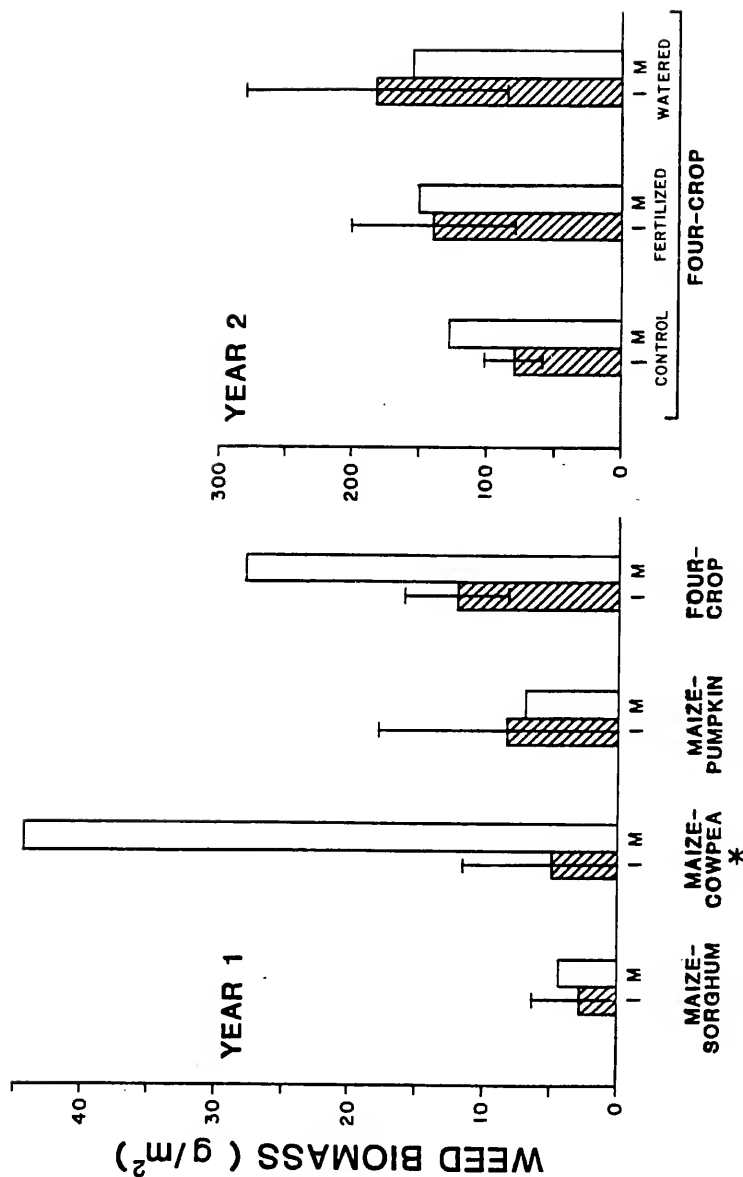 WEED BIOMASS (g/m²)
YEAR 1
40
30
20
10
0
I M
I M
I M
I M
MAIZE-
SORGHUM
MAIZE-
COWPEA
*
MAIZE-
PUMPKIN
FOUR-
CROP
YEAR 2
300
200
100
0
I M
I M
I M
CONTROL
FERTILIZED
WATERED
FOUR-CROP